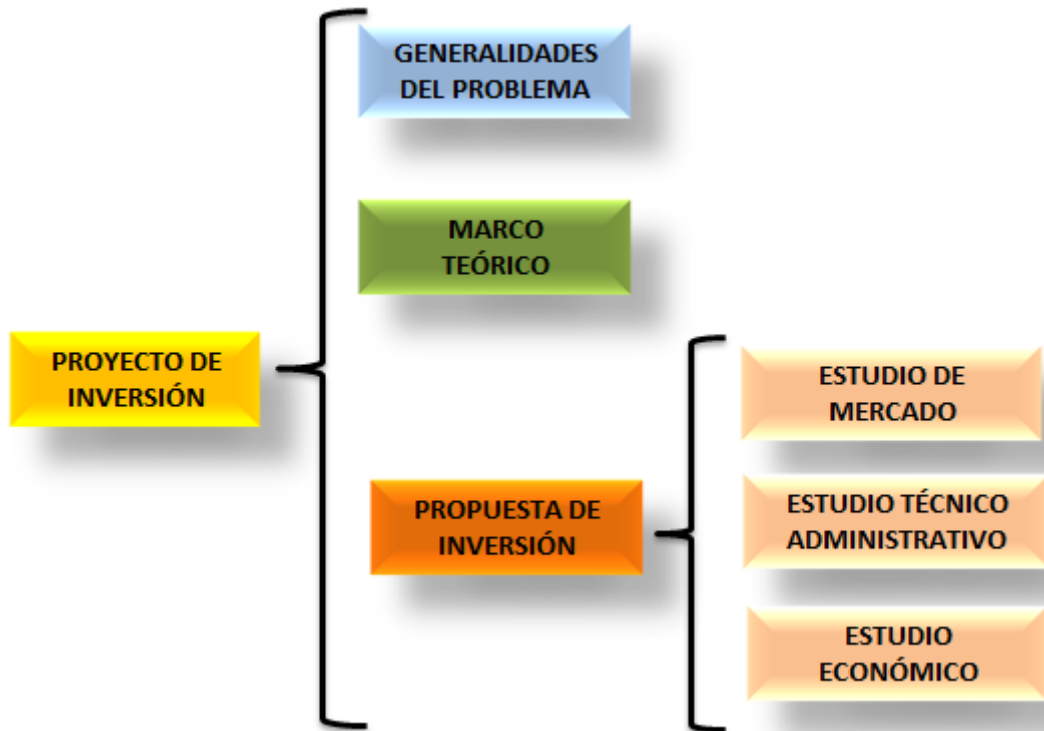 GENERALIDADES
DEL PROBLEMA
MARCO
TEÓRICO
PROYECTO DE
INVERSIÓN
PROPUESTA DE
INVERSIÓN
ESTUDIO DE
MERCADO
ESTUDIO TÉCNICO
ADMINISTRATIVO
ESTUDIO
ECONÓMICO